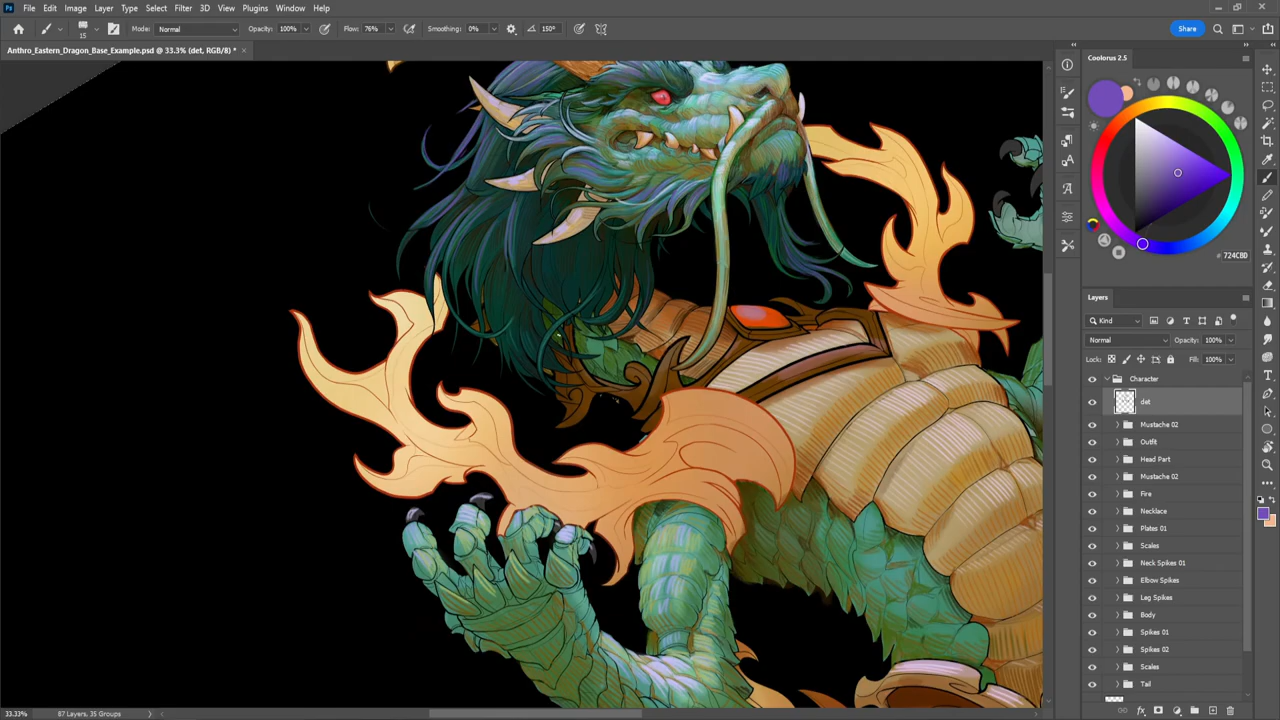 Ps File Edit Image Layer Type Select Filter 3D View Plugins Window Help
15 Mode: Normal Opacity: 100% Flow: 76% Smoothing: 0% 150° Share
Anthro_Eastern_Dragon_Base_Example.psd @ 33.3% (det, RGB/8) * ×
Coolorus 2.5
# 724CBD
Layers
Kind
Normal Opacity: 100%
Lock: Fill: 100%
Character
det
Mustache 02
Outfit
Head Part
Mustache 02
Fire
Necklace
Plates 01
Scales
Neck Spikes 01
Elbow Spikes
Leg Spikes
Body
Spikes 01
Spikes 02
Scales
Tail
33.33% 87 Layers, 35 Groups